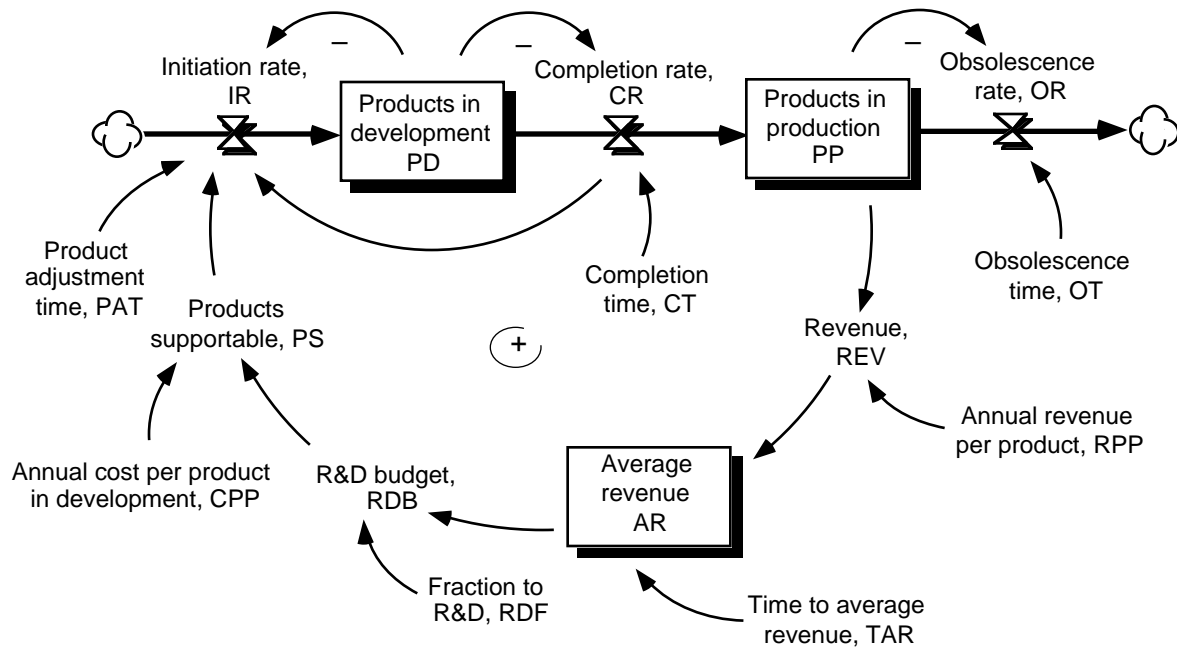 −
−
−
Initiation rate,
IR
Completion rate,
CR
Obsolescence
rate, OR
Products in
development
PD
Products in
production
PP
Product
adjustment
time, PAT
Products
supportable, PS
Completion
time, CT
Obsolescence
time, OT
+
Revenue,
REV
Annual cost per product
in development, CPP
R&D budget,
RDB
Average
revenue
AR
Annual revenue
per product, RPP
Fraction to
R&D, RDF
Time to average
revenue, TAR